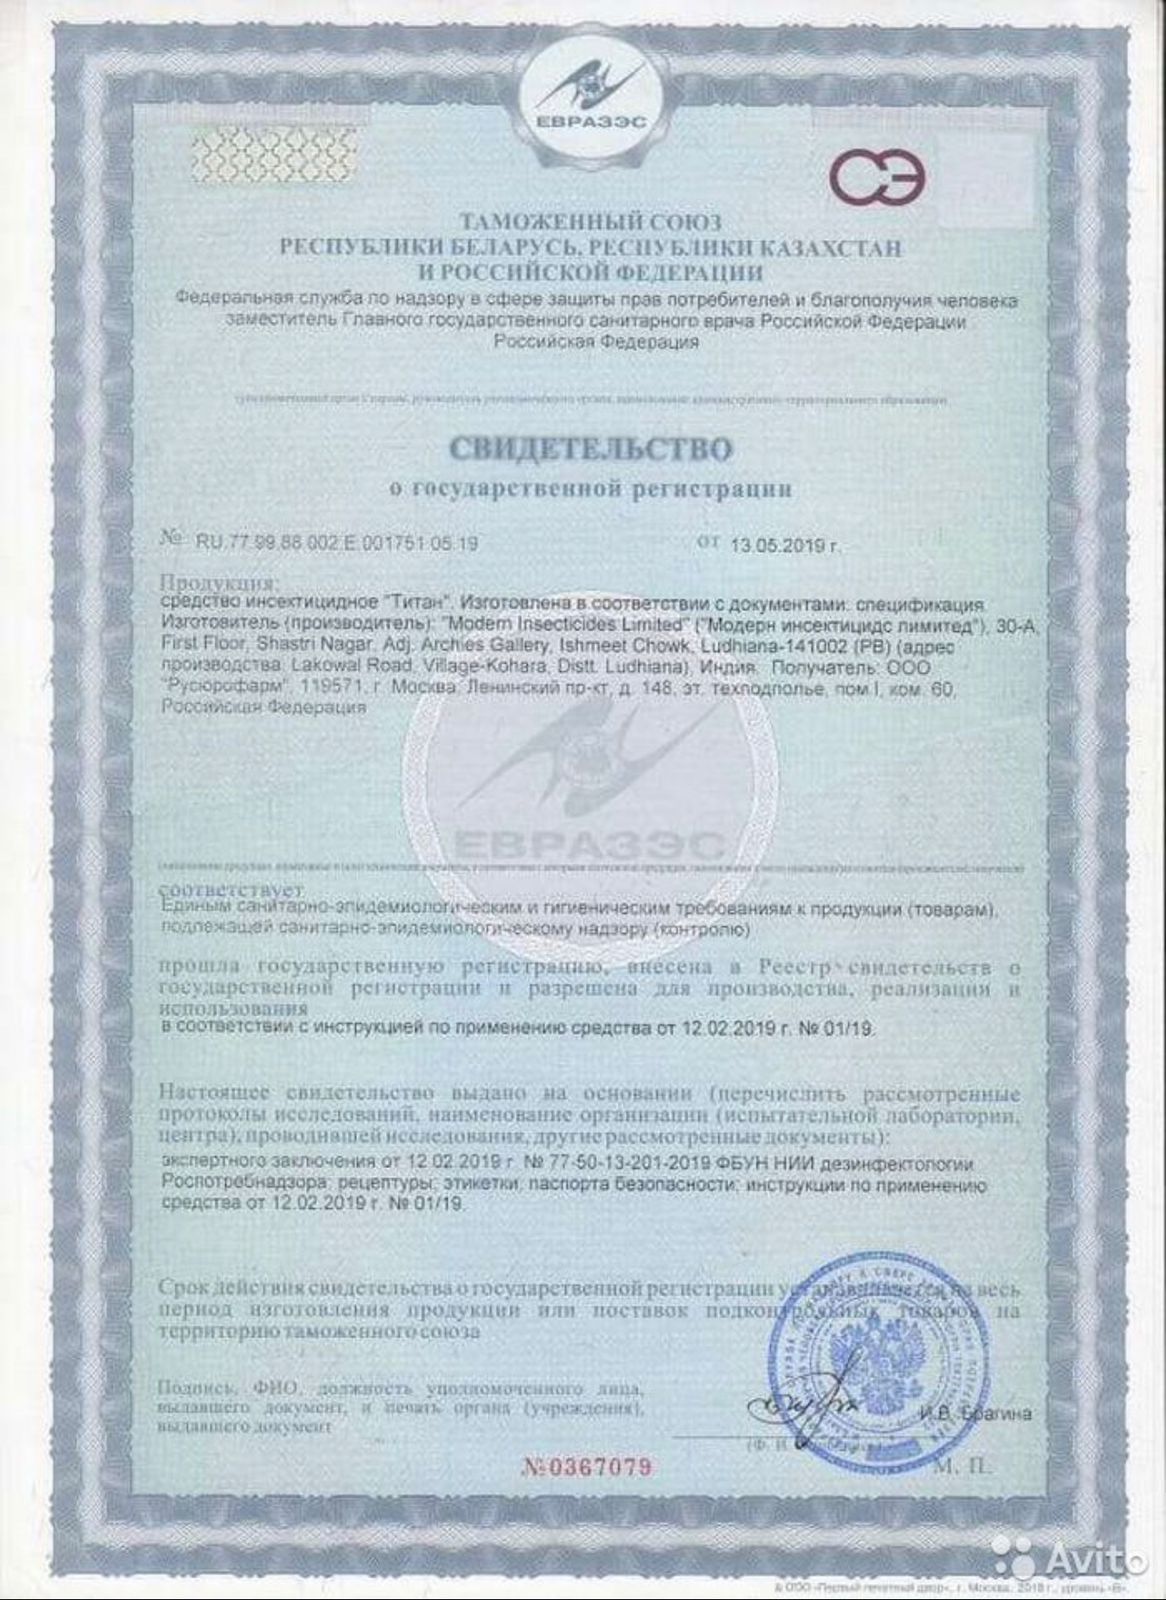 ЕВРАЗЭС
СЭ
ТАМОЖЕННЫЙ СОЮЗ
РЕСПУБЛИКИ БЕЛАРУСЬ, РЕСПУБЛИКИ КАЗАХСТАН
И РОССИЙСКОЙ ФЕДЕРАЦИИ
Федеральная служба по надзору в сфере защиты прав потребителей и благополучия человека
заместитель Главного государственного санитарного врача Российской Федерации
Российская Федерация
СВИДЕТЕЛЬСТВО
о государственной регистрации
№ RU.77.99.88.002.Е.001751.05.19 от 13.05.2019 г.
Продукция:
средство инсектицидное "Титан". Изготовлена в соответствии с документами: спецификация.
Изготовитель (производитель): "Modern Insecticides Limited" ("Модерн инсектицидс лимитед"), 30-A,
First Floor, Shastri Nagar, Adj. Archies Gallery, Ishmeet Chowk, Ludhiana-141002 (PB) (адрес
производства: Lakowal Road, Village-Kohara, Distt. Ludhiana), Индия. Получатель: ООО
"Русюрофарм", 119571, г. Москва, Ленинский пр-кт, д. 148, эт. техподполье, пом.I, ком. 60,
Российская Федерация
ЕВРАЗЭС
соответствует
Единым санитарно-эпидемиологическим и гигиеническим требованиям к продукции (товарам),
подлежащей санитарно-эпидемиологическому надзору (контролю)
прошла государственную регистрацию, внесена в Реестр свидетельств о
государственной регистрации и разрешена для производства, реализации и
использования
в соответствии с инструкцией по применению средства от 12.02.2019 г. № 01/19.
Настоящее свидетельство выдано на основании (перечислить рассмотренные
протоколы исследований, наименование организации (испытательной лаборатории,
центра), проводившей исследования, другие рассмотренные документы):
экспертного заключения от 12.02.2019 г. № 77-50-13-201-2019 ФБУН НИИ дезинфектологии
Роспотребнадзора; рецептуры; этикетки; паспорта безопасности; инструкции по применению
средства от 12.02.2019 г. № 01/19.
Срок действия свидетельства о государственной регистрации устанавливается на весь
период изготовления продукции или поставок подконтрольных товаров на
территорию таможенного союза
Подпись, ФИО, должность уполномоченного лица,
выдавшего документ, и печать органа (учреждения),
выдавшего документ
И.В. Брагина
М. П.
№0367079
Avito